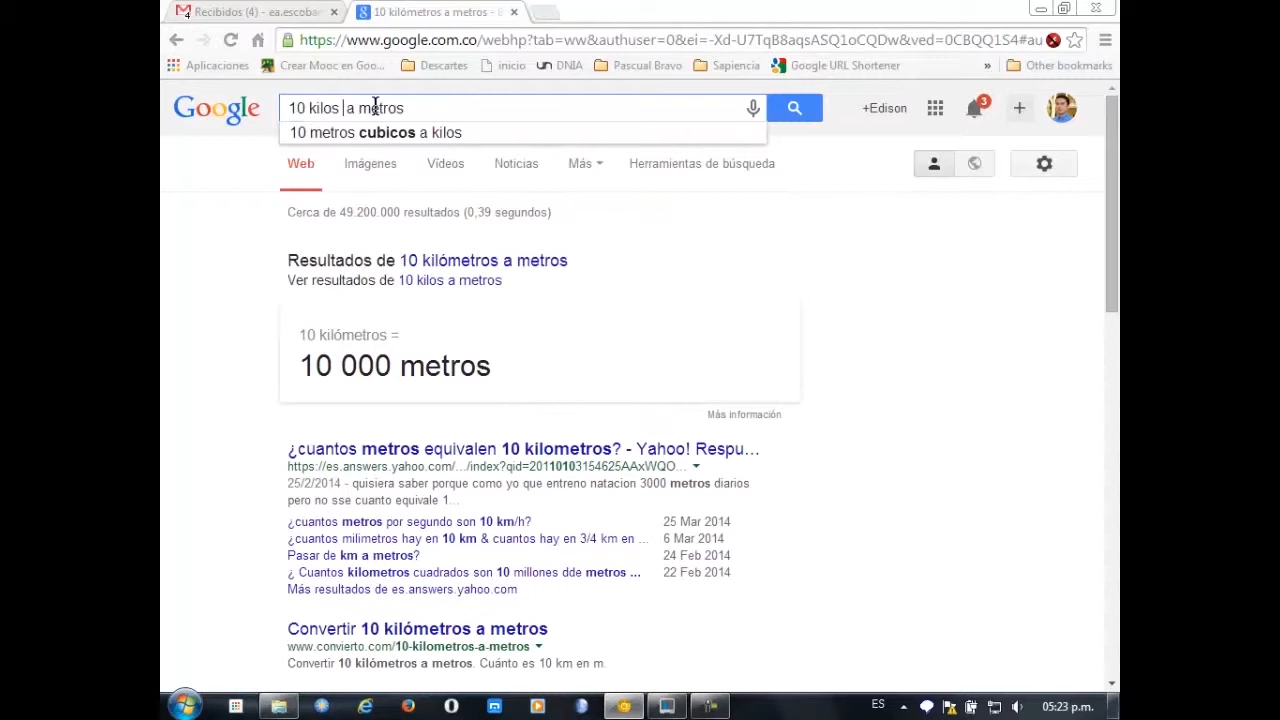 Recibidos (4) - ea.escoba
10 kilómetros a metros -
https://www.google.com.co/webhp?tab=ww&authuser=0&ei=-Xd-U7TqB8aqsASQ1oCQDw&ved=0CBQQ1S4#au
Aplicaciones Crear Mooc en Goo... Descartes inicio DNIA Pascual Bravo Sapiencia Google URL Shortener » Other bookmarks
Google 10 kilos a metros +Edison 3
10 metros cubicos a kilos
Web Imágenes Vídeos Noticias Más Herramientas de búsqueda
Cerca de 49.200.000 resultados (0,39 segundos)
Resultados de 10 kilómetros a metros
Ver resultados de 10 kilos a metros
10 kilómetros =
10 000 metros
Más información
¿cuantos metros equivalen 10 kilometros? - Yahoo! Respu...
https://es.answers.yahoo.com/.../index?qid=20110103154625AAxWQO...
25/2/2014 - quisiera saber porque como yo que entreno natacion 3000 metros diarios
pero no sse cuanto equivale 1...
¿cuantos metros por segundo son 10 km/h? 25 Mar 2014
¿cuantos milimetros hay en 10 km & cuantos hay en 3/4 km en ... 6 Mar 2014
Pasar de km a metros? 24 Feb 2014
¿ Cuantos kilometros cuadrados son 10 millones dde metros ... 22 Feb 2014
Más resultados de es.answers.yahoo.com
Convertir 10 kilómetros a metros
www.convierto.com/10-kilometros-a-metros
Convertir 10 kilómetros a metros. Cuánto es 10 km en m.
ES 05:23 p.m.